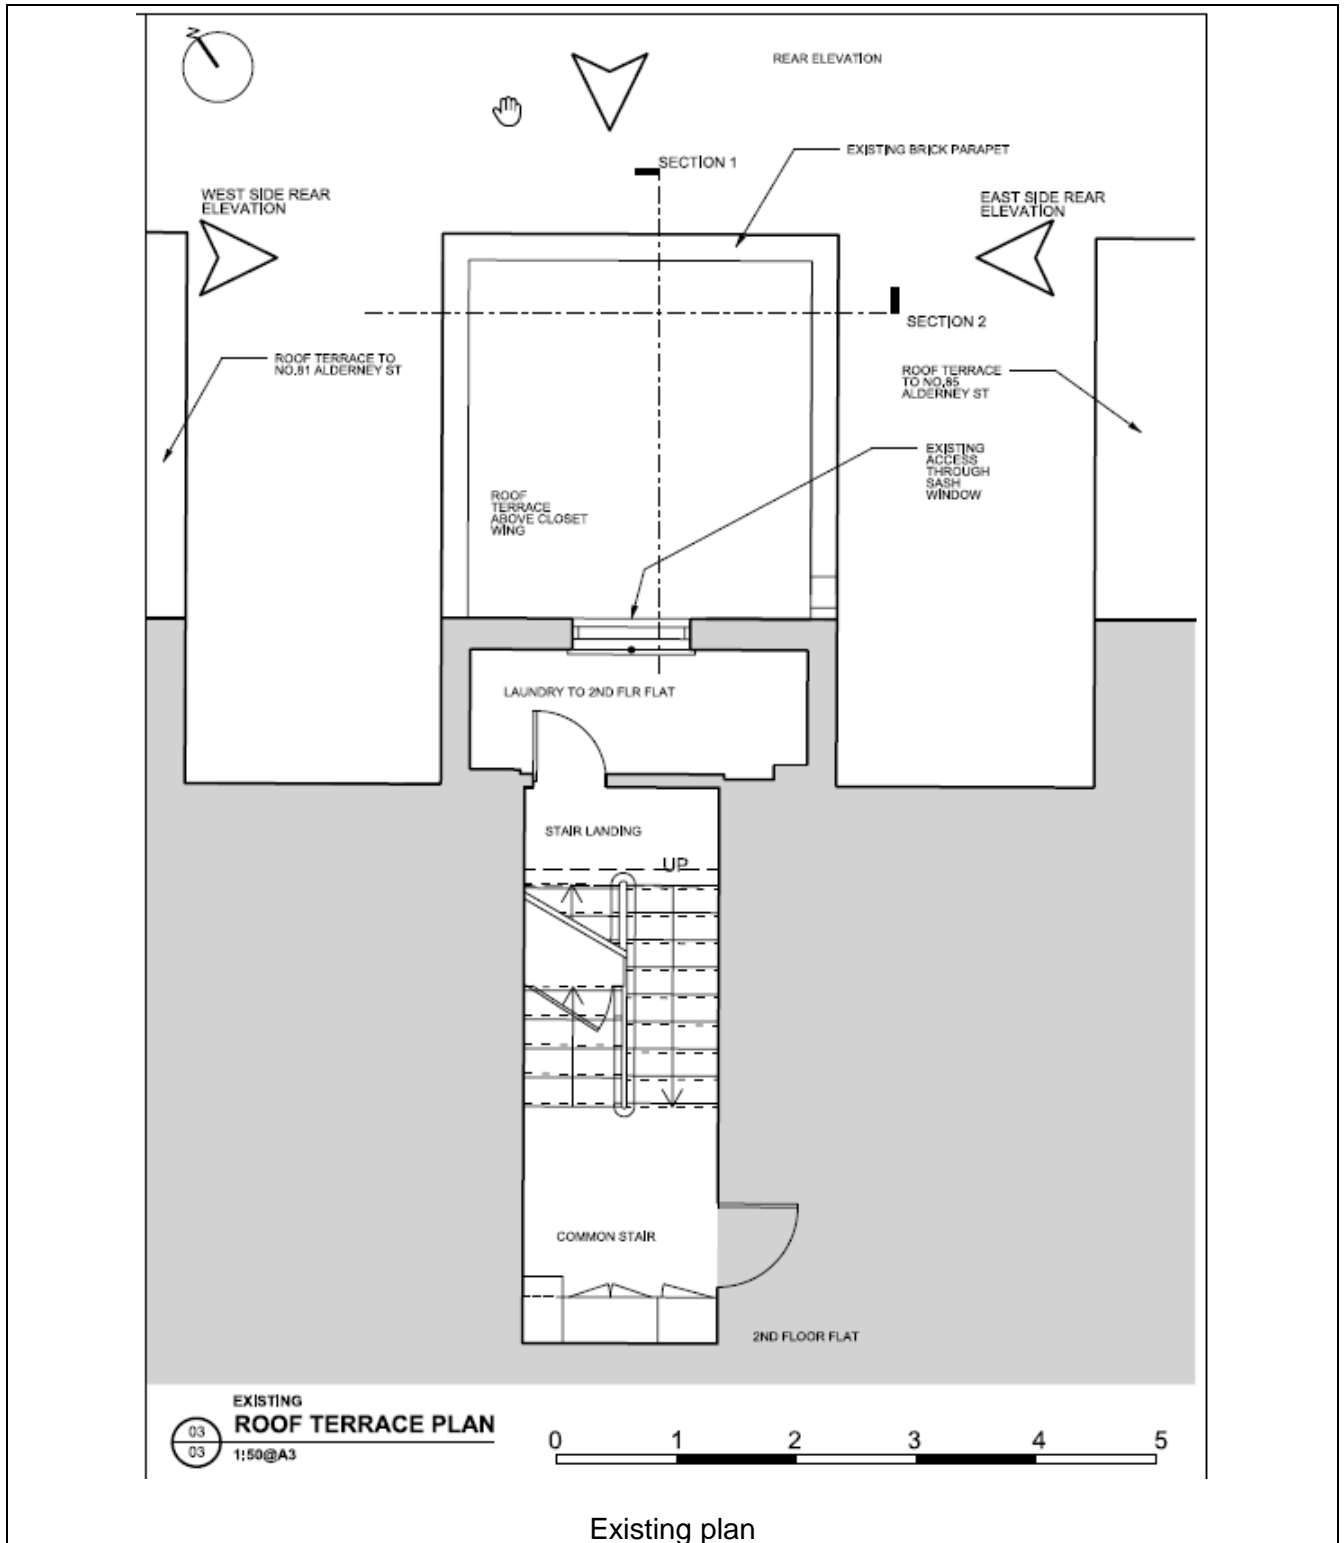 N
REAR ELEVATION
SECTION 1
EXISTING BRICK PARAPET
WEST SIDE REAR
ELEVATION
EAST SIDE REAR
ELEVATION
SECTION 2
ROOF TERRACE TO
NO.81 ALDERNEY ST
ROOF TERRACE
TO NO.85
ALDERNEY ST
EXISTING
ACCESS
THROUGH
SASH
WINDOW
ROOF
TERRACE
ABOVE CLOSET
WING
LAUNDRY TO 2ND FLR FLAT
STAIR LANDING
UP
COMMON STAIR
2ND FLOOR FLAT
EXISTING
ROOF TERRACE PLAN
03
03
1:50@A3
0 1 2 3 4 5
Existing plan